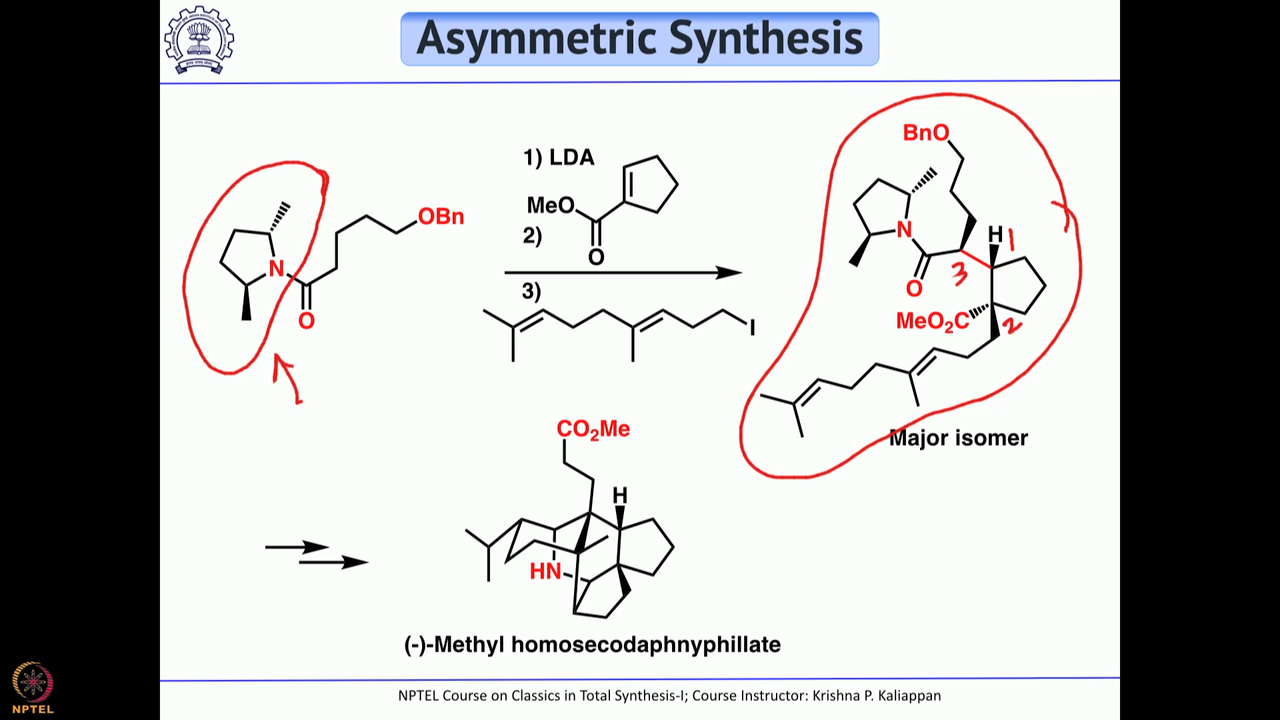 Asymmetric Synthesis
1) LDA
MeO
O
2)
3)
I
N
O
OBn
BnO
N
O
H
1
3
MeO2C
2
Major isomer
CO2Me
H
HN
(-)-Methyl homosecodaphnyphillate
NPTEL Course on Classics in Total Synthesis-I; Course Instructor: Krishna P. Kaliappan
NPTEL